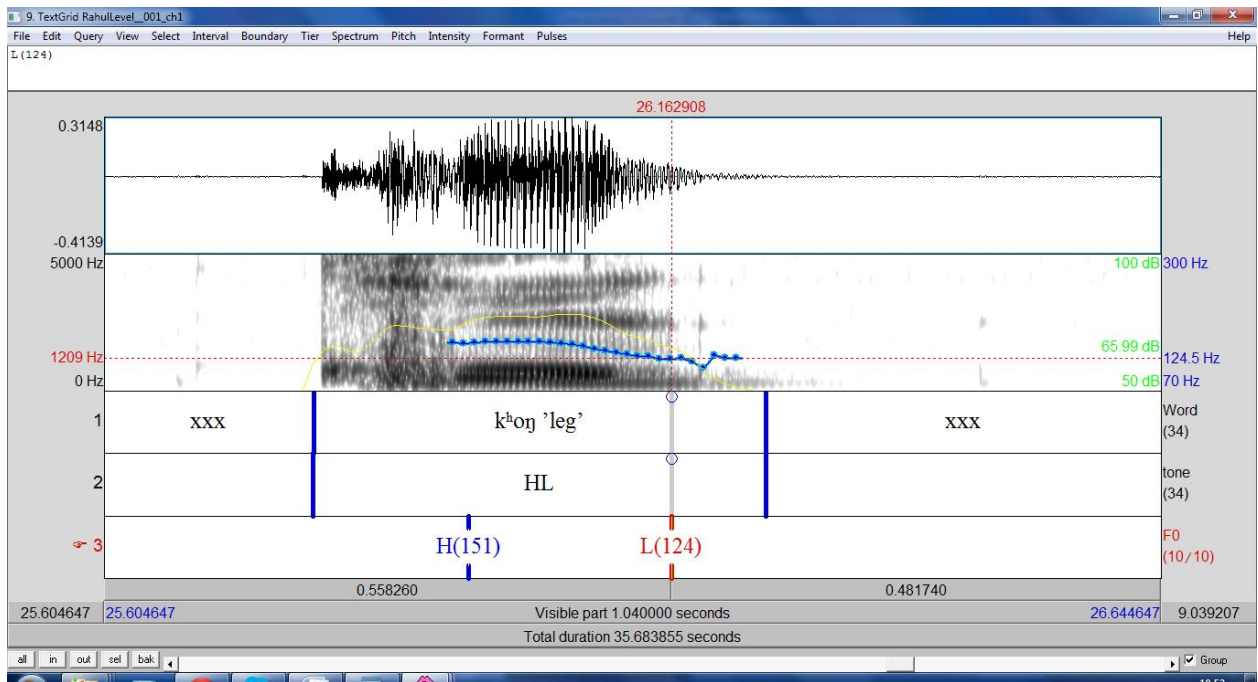 9. TextGrid RahulLevel__001_ch1
File Edit Query View Select Interval Boundary Tier Spectrum Pitch Intensity Formant Pulses Help
L(124)
26.162908
0.3148
-0.4139
5000 Hz 100 dB 300 Hz
1209 Hz 65.99 dB 124.5 Hz
0 Hz 50 dB 70 Hz
1 xxx kʰoŋ ’leg’ xxx Word (34)
2 HL tone (34)
3 H(151) L(124) F0 (10/10)
0.558260 0.481740
25.604647 25.604647 Visible part 1.040000 seconds 26.644647 9.039207
Total duration 35.683855 seconds
all in out sel bak Group